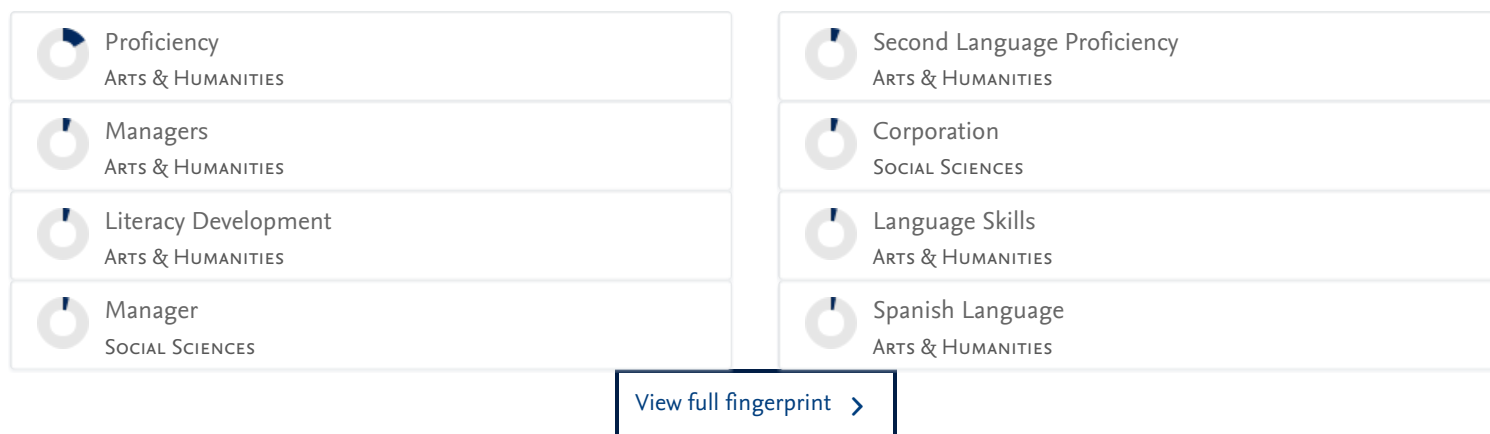 Proficiency
Arts & Humanities
Second Language Proficiency
Arts & Humanities
Managers
Arts & Humanities
Corporation
Social Sciences
Literacy Development
Arts & Humanities
Language Skills
Arts & Humanities
Manager
Social Sciences
Spanish Language
Arts & Humanities
View full fingerprint